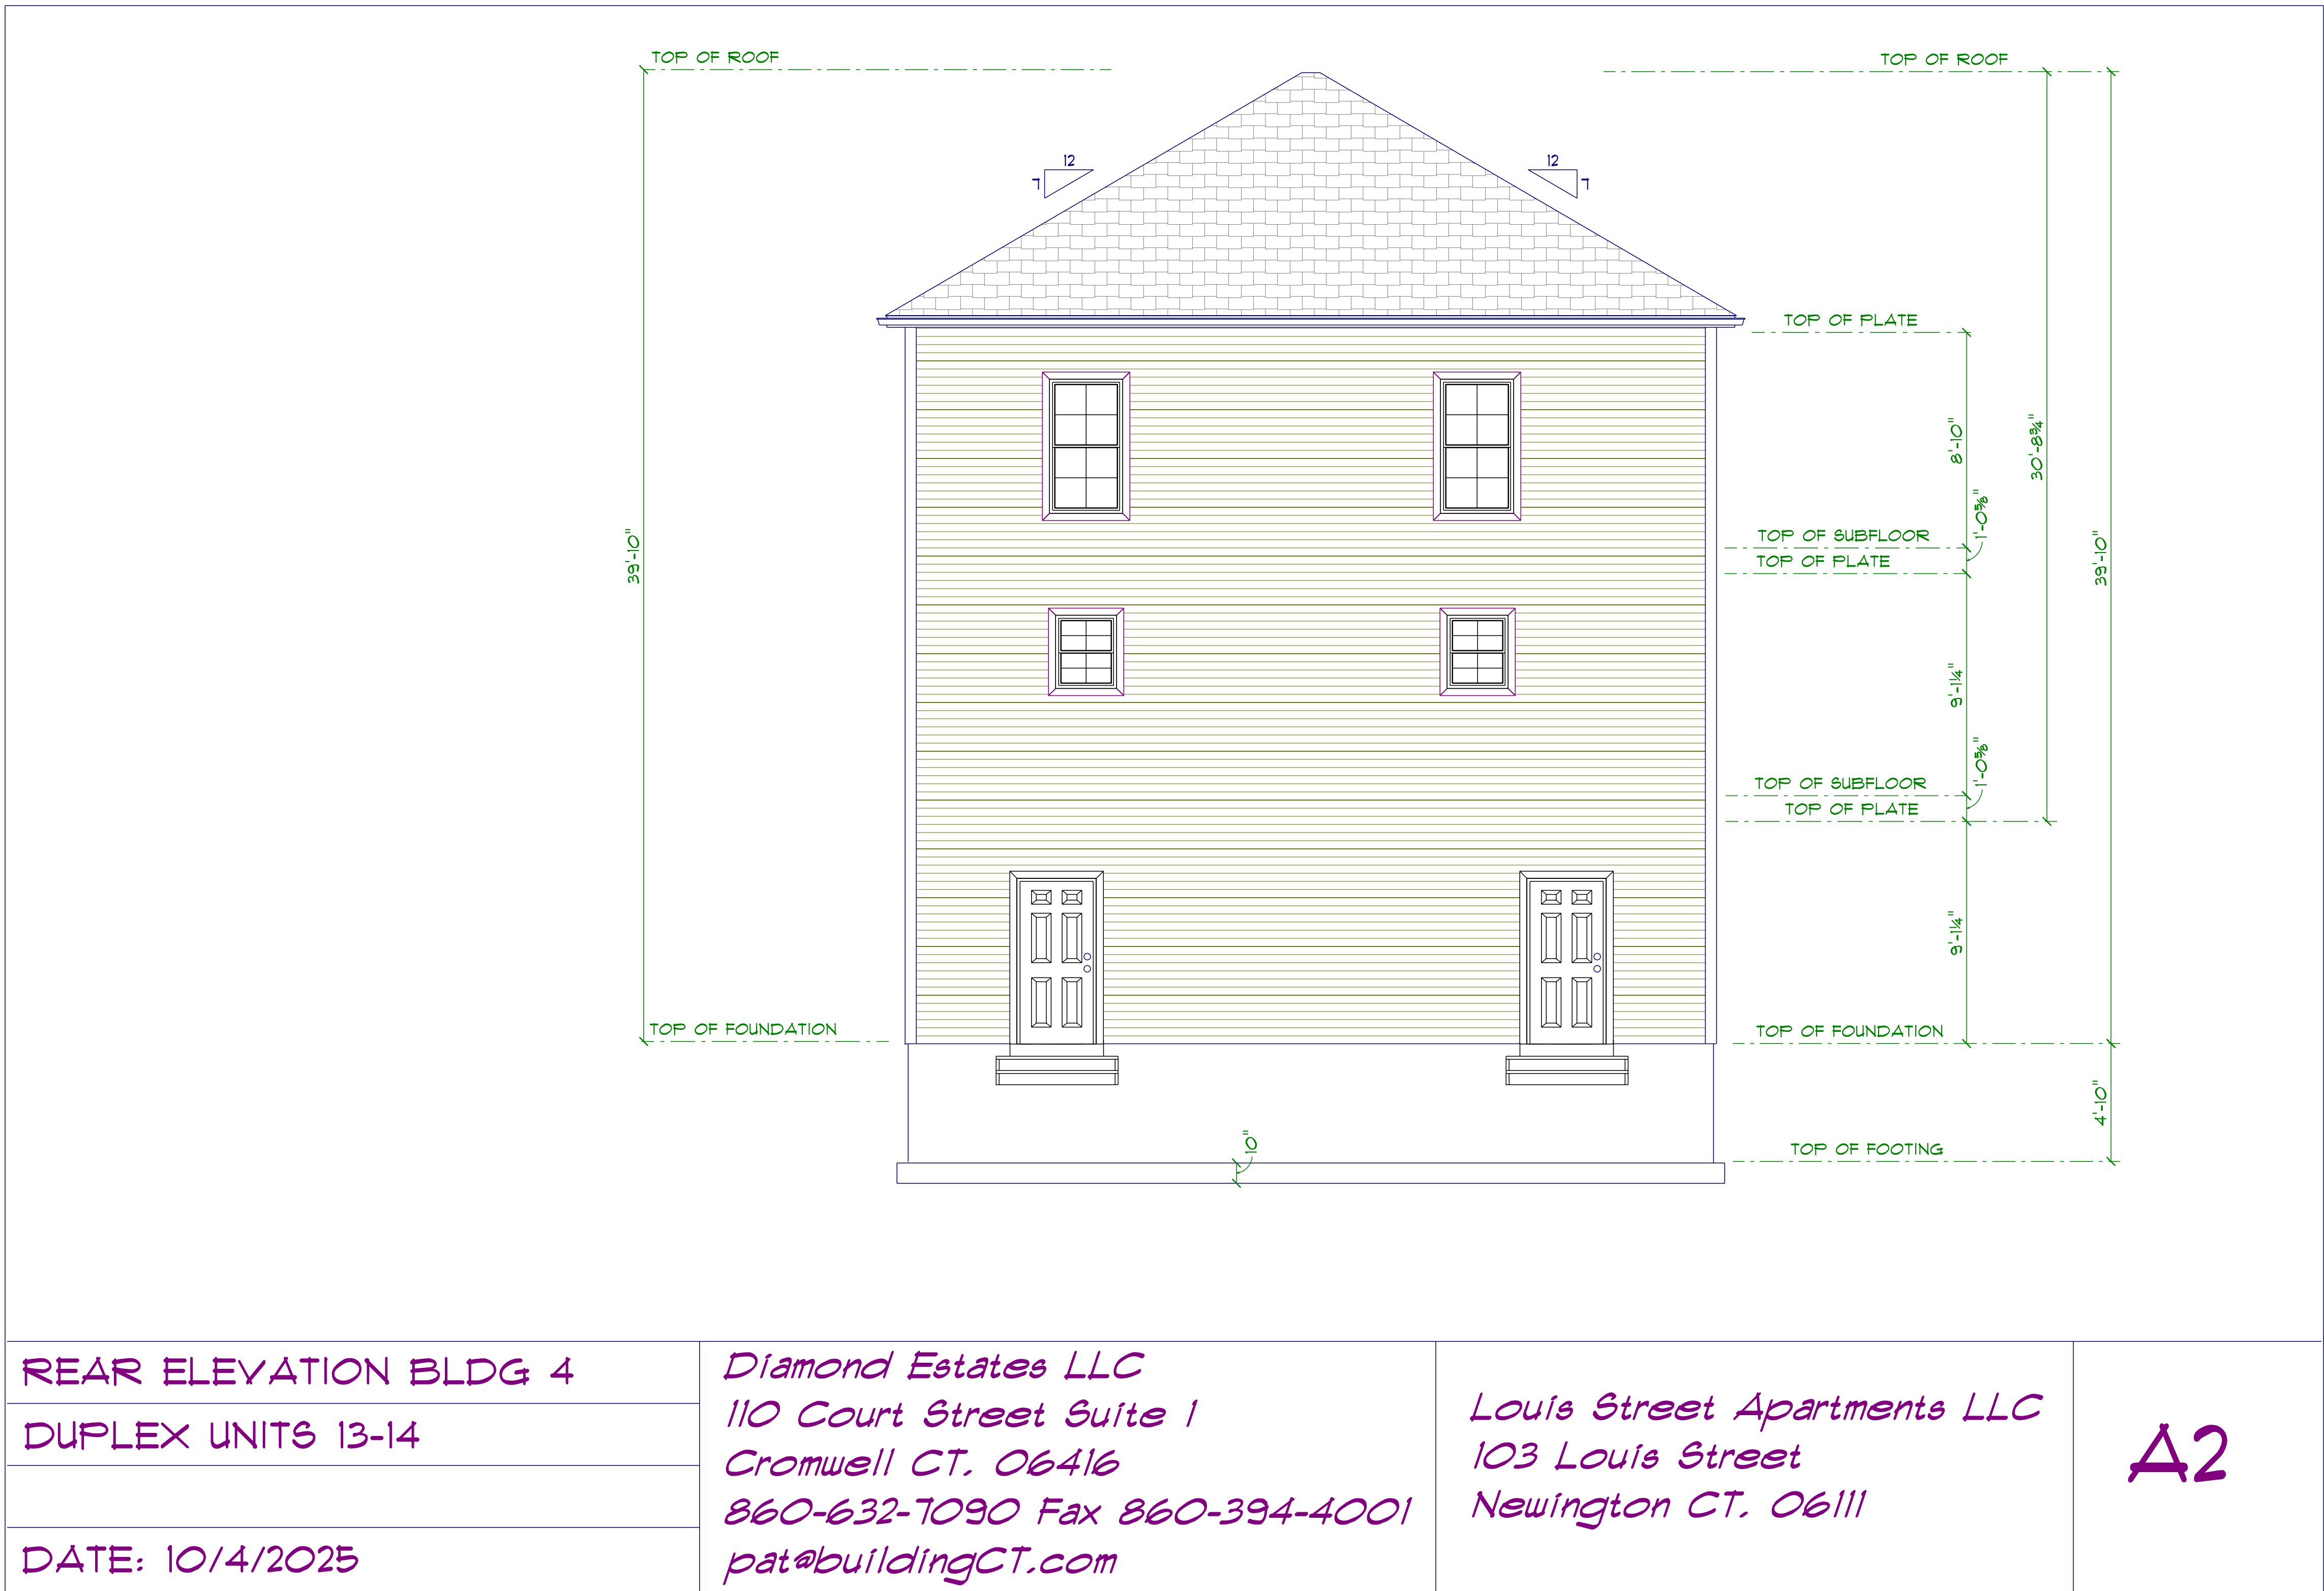 TOP OF ROOF
TOP OF ROOF
12
7
12
7
TOP OF PLATE
8'-10"
30'-8¾"
1'-0⅝"
TOP OF SUBFLOOR
39'-10"
39'-10"
TOP OF PLATE
9'-1¼"
1'-0⅝"
TOP OF SUBFLOOR
TOP OF PLATE
9'-1¼"
TOP OF FOUNDATION
TOP OF FOUNDATION
4'-10"
10"
TOP OF FOOTING
REAR ELEVATION BLDG 4
DUPLEX UNITS 13-14
DATE: 10/4/2025
Diamond Estates LLC
110 Court Street Suite 1
Cromwell CT. 06416
860-632-7090 Fax 860-394-4001
pat@buildingCT.com
Louis Street Apartments LLC
103 Louis Street
Newington CT. 06111
A2